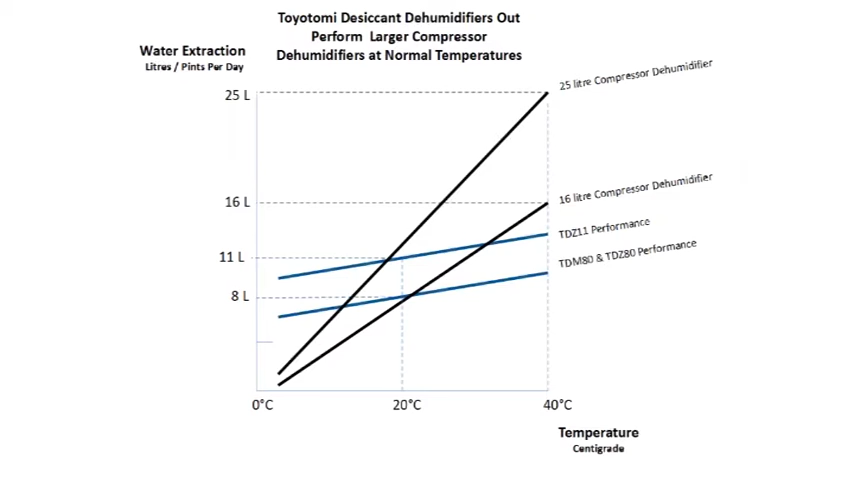 Toyotomi Desiccant Dehumidifiers Out
Perform Larger Compressor
Dehumidifiers at Normal Temperatures
Water Extraction
Litres / Pints Per Day
25 L
25 litre Compressor Dehumidifier
16 L
16 litre Compressor Dehumidifier
TDZ11 Performance
11 L
TDM80 & TDZ80 Performance
8 L
0°C
20°C
40°C
Temperature
Centigrade